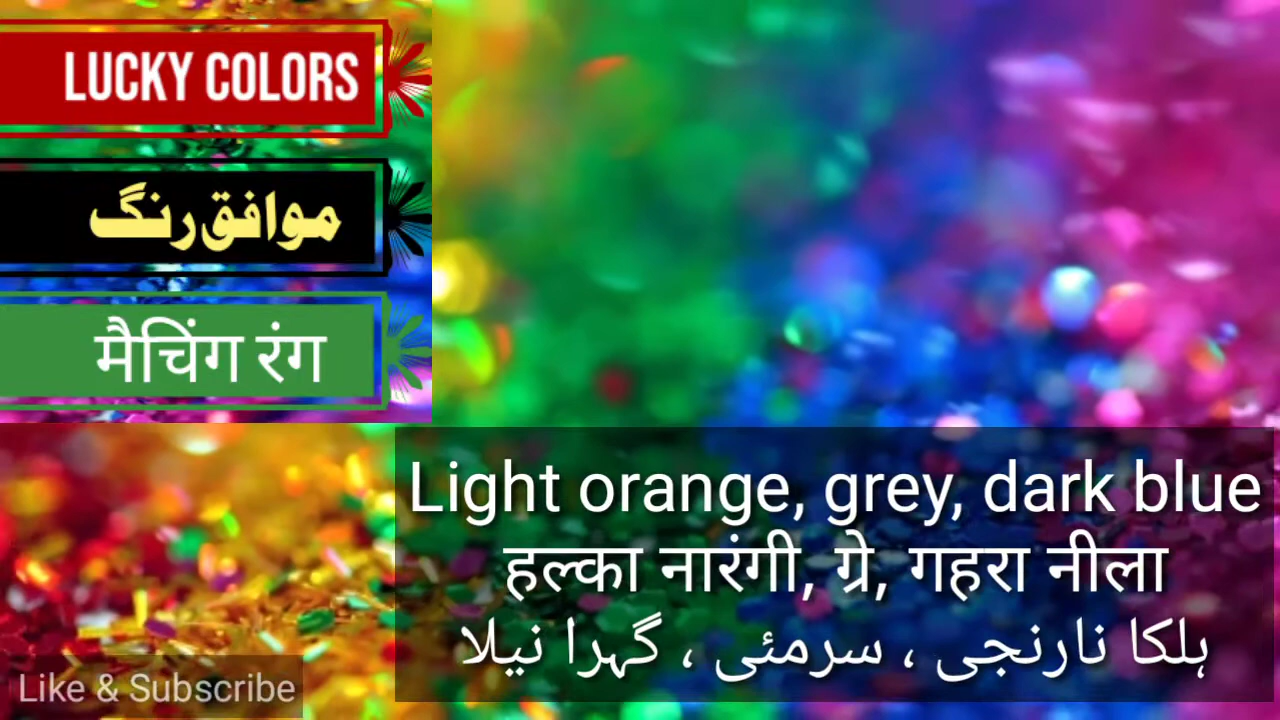 LUCKY COLORS
موافق رنگ
मैचिंग रंग
Light orange, grey, dark blue
हल्का नारंगी, ग्रे, गहरा नीला
ہلکا نارنجی ، سرمئی ، گہرا نیلا
Like & Subscribe